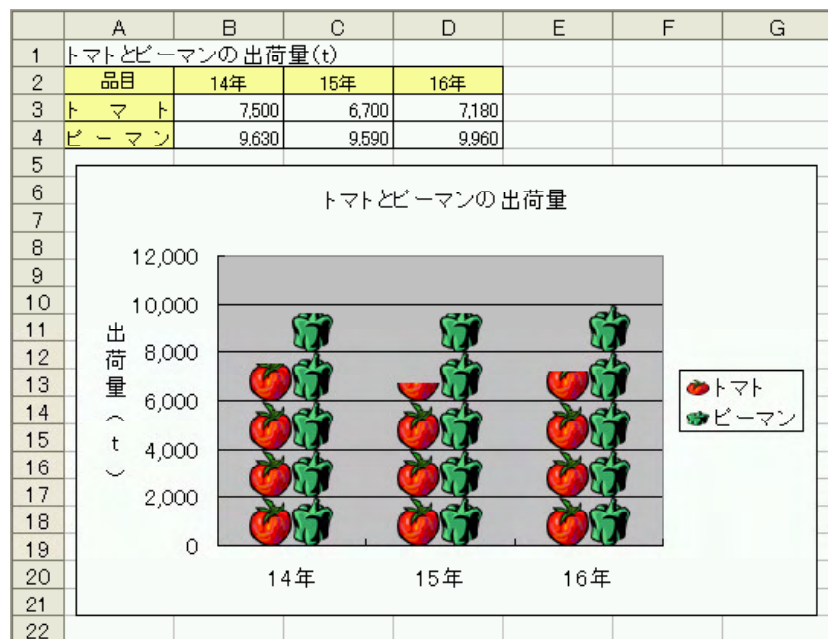 A B C D E F G
1 トマトとピーマンの出荷量(t)
2 品目 14年 15年 16年
3 トマト 7,500 6,700 7,180
4 ピーマン 9,630 9,590 9,960
5
6
7
8
9
10
11
12
13
14
15
16
17
18
19
20
21
22
トマトとピーマンの出荷量
12,000
10,000
8,000
6,000
4,000
2,000
0
出荷量(t)
14年 15年 16年
トマト
ピーマン